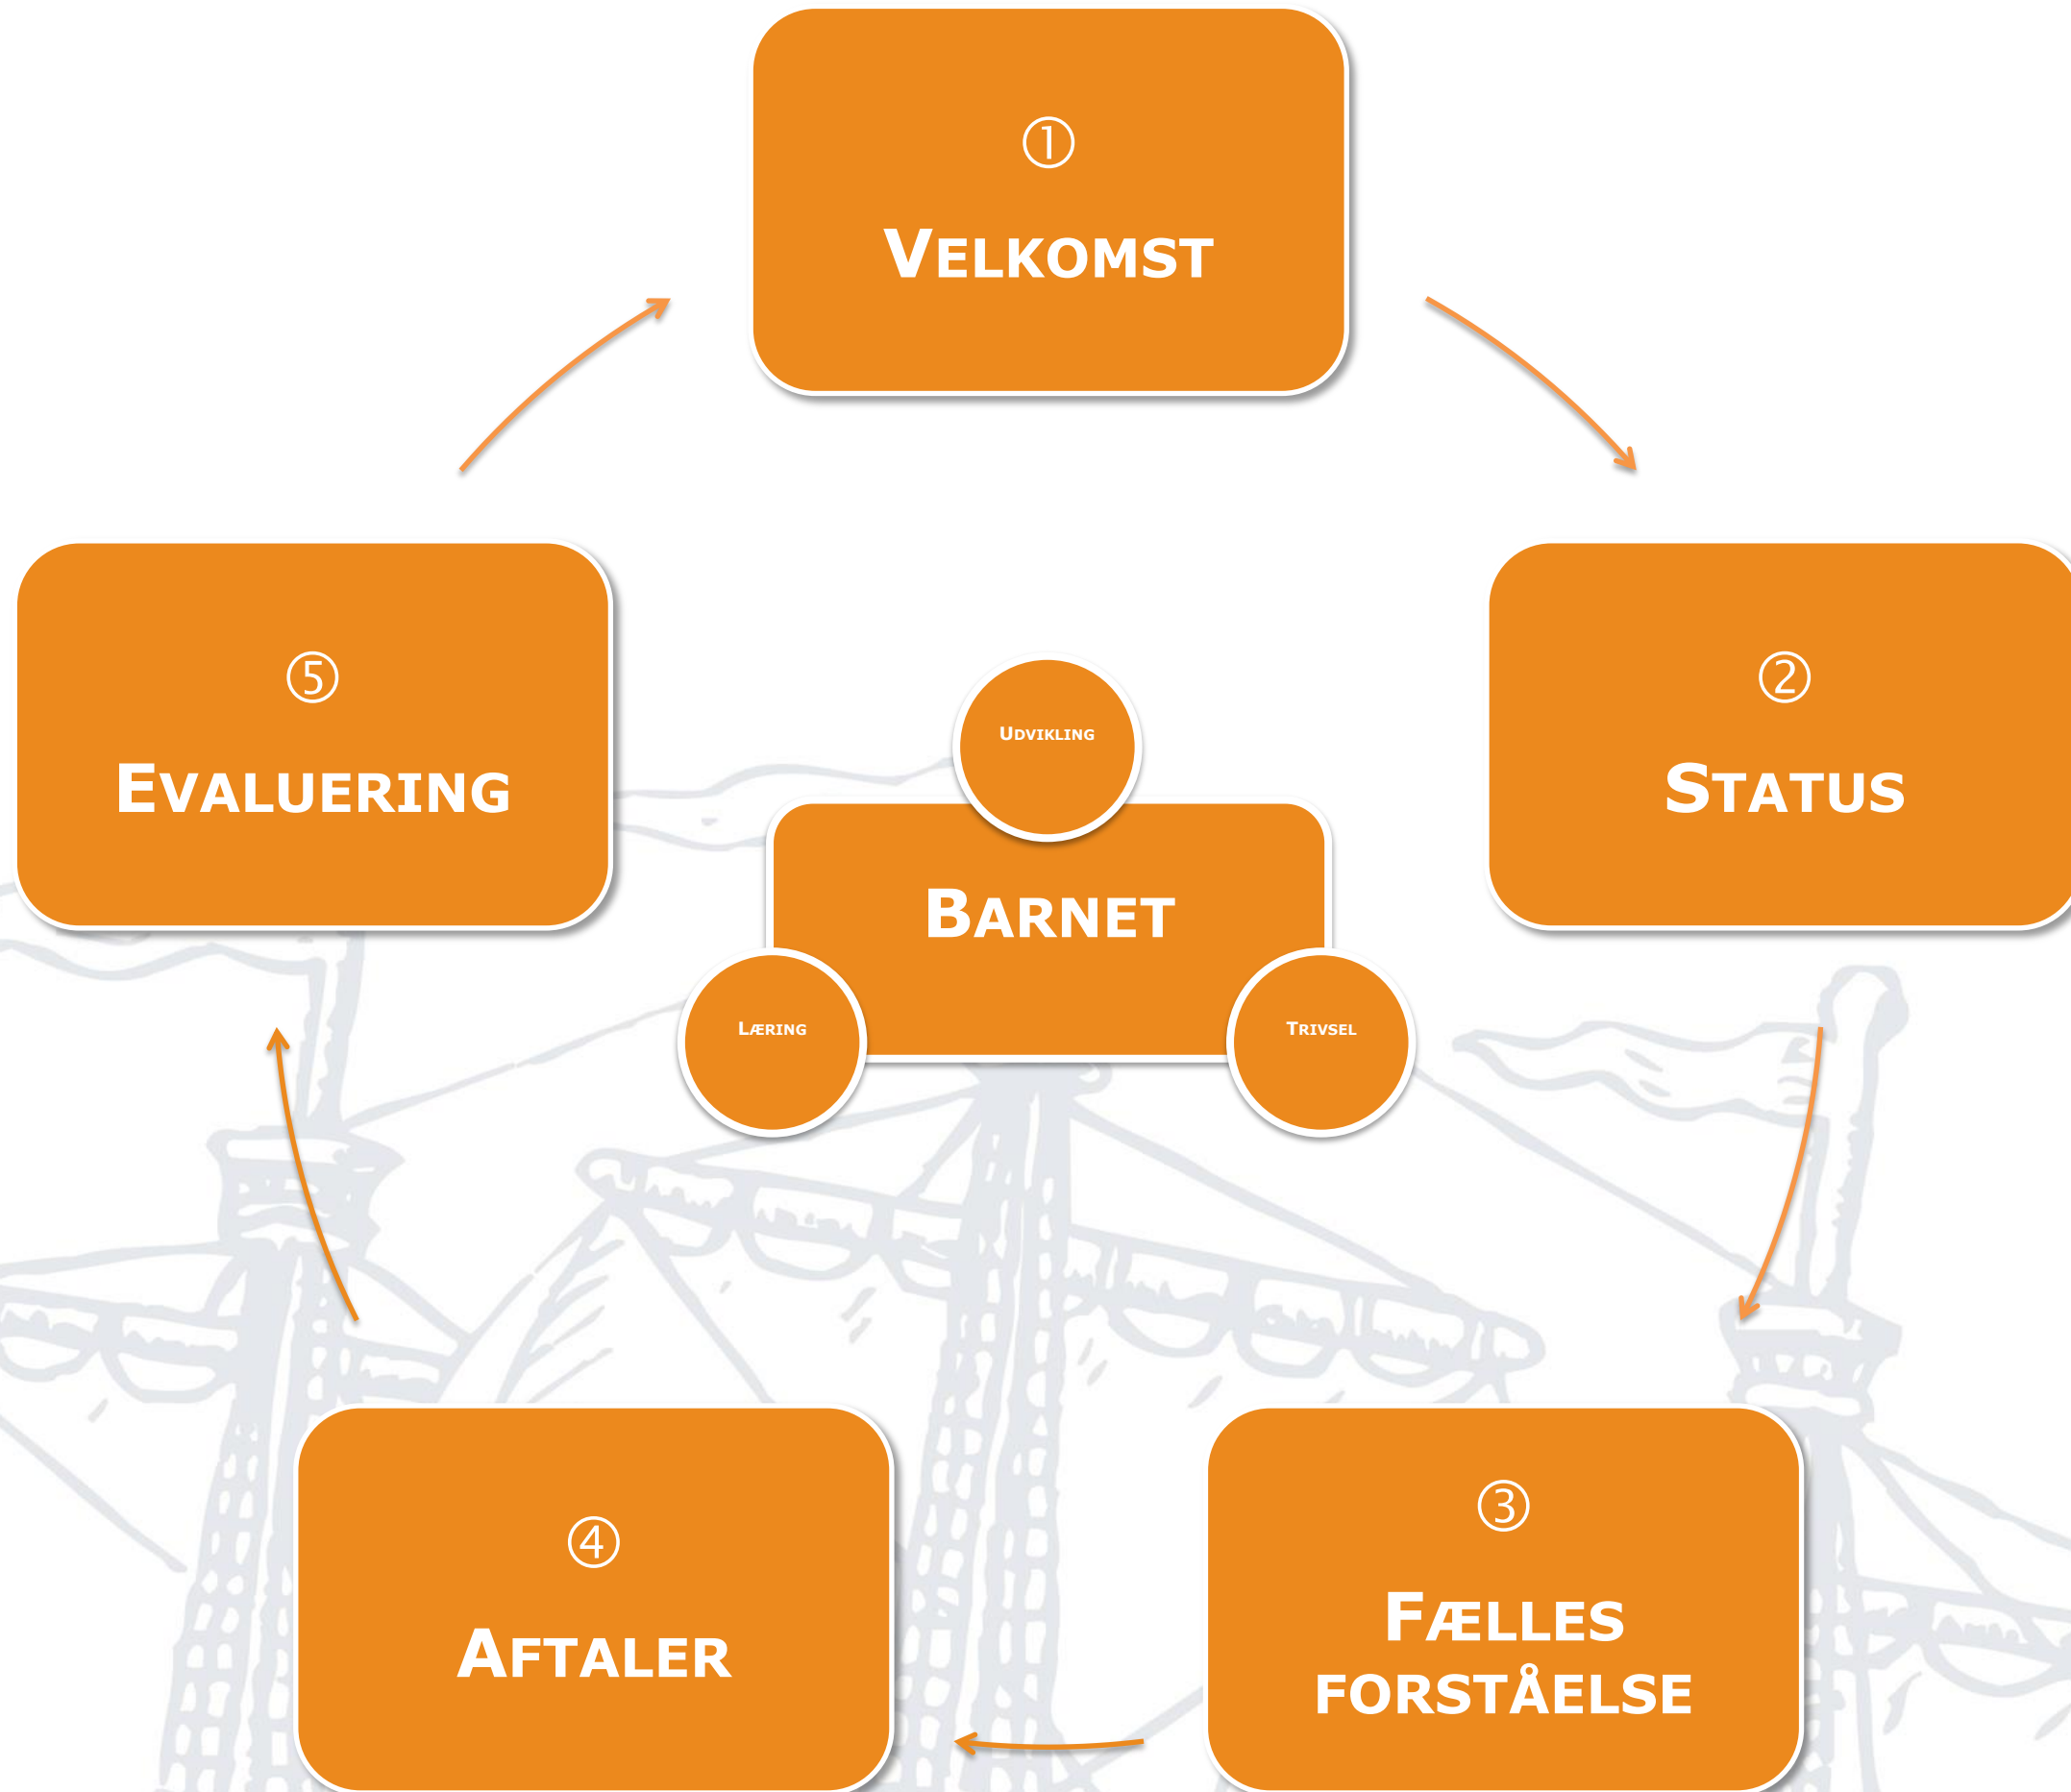 ①
Velkomst
②
Status
③
Fælles
forståelse
④
Aftaler
⑤
Evaluering
Udvikling
Barnet
Læring
Trivsel